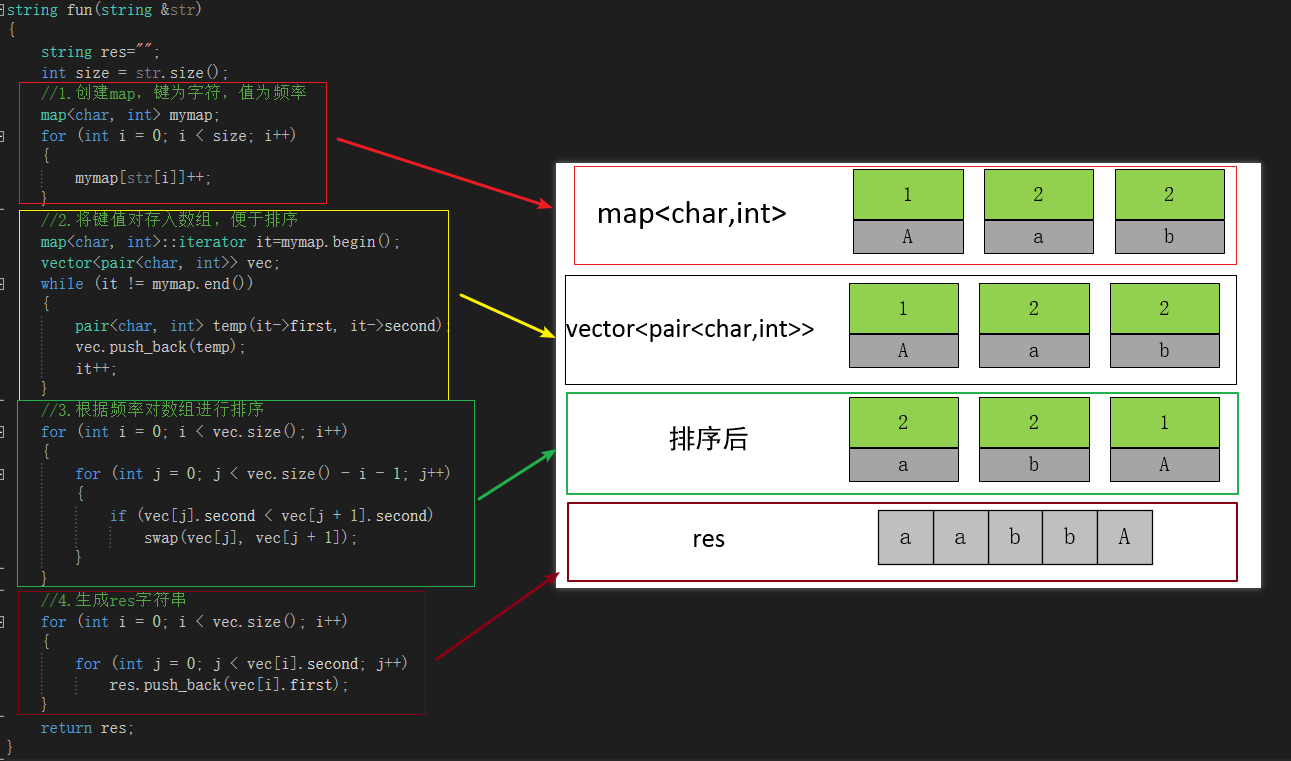 string fun(string &str)
{
string res="";
int size = str.size();
//1.创建map，键为字符，值为频率
map<char, int> mymap;
for (int i = 0; i < size; i++)
{
mymap[str[i]]++;
}
//2.将键值对存入数组，便于排序
map<char, int>::iterator it=mymap.begin();
vector<pair<char, int>> vec;
while (it != mymap.end())
{
pair<char, int> temp(it->first, it->second);
vec.push_back(temp);
it++;
}
//3.根据频率对数组进行排序
for (int i = 0; i < vec.size(); i++)
{
for (int j = 0; j < vec.size() - i - 1; j++)
{
if (vec[j].second < vec[j + 1].second)
swap(vec[j], vec[j + 1]);
}
}
//4.生成res字符串
for (int i = 0; i < vec.size(); i++)
{
for (int j = 0; j < vec[i].second; j++)
res.push_back(vec[i].first);
}
return res;
}
map<char,int>
1 2 2
A a b
vector<pair<char,int>>
1 2 2
A a b
排序后
2 2 1
a b A
res
a a b b A